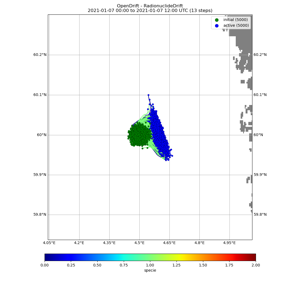 OpenDrift - RadionuclideDrift
2021-01-07 00:00 to 2021-01-07 12:00 UTC (13 steps)
initial (5000)
active (5000)
60.2°N 60.2°N
60.1°N 60.1°N
60°N 60°N
59.9°N 59.9°N
59.8°N 59.8°N
4.05°E 4.2°E 4.35°E 4.5°E 4.65°E 4.8°E 4.95°E
0.00 0.25 0.50 0.75 1.00 1.25 1.50 1.75 2.00
specie